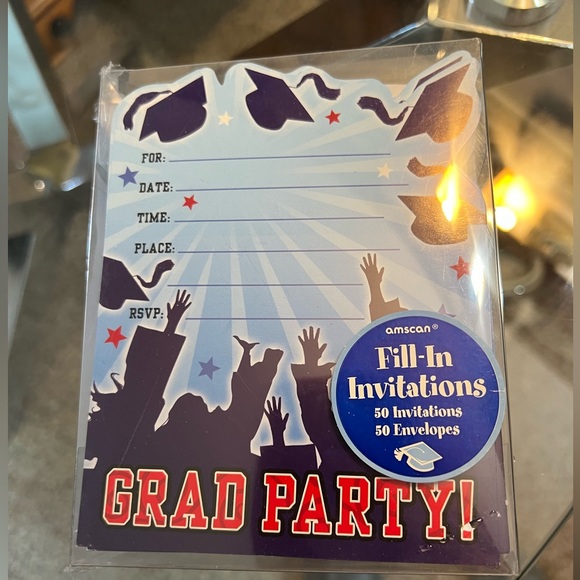 FOR:
DATE:
TIME:
PLACE:
RSVP:
amscan®
Fill-In
Invitations
50 Invitations
50 Envelopes
GRAD PARTY!